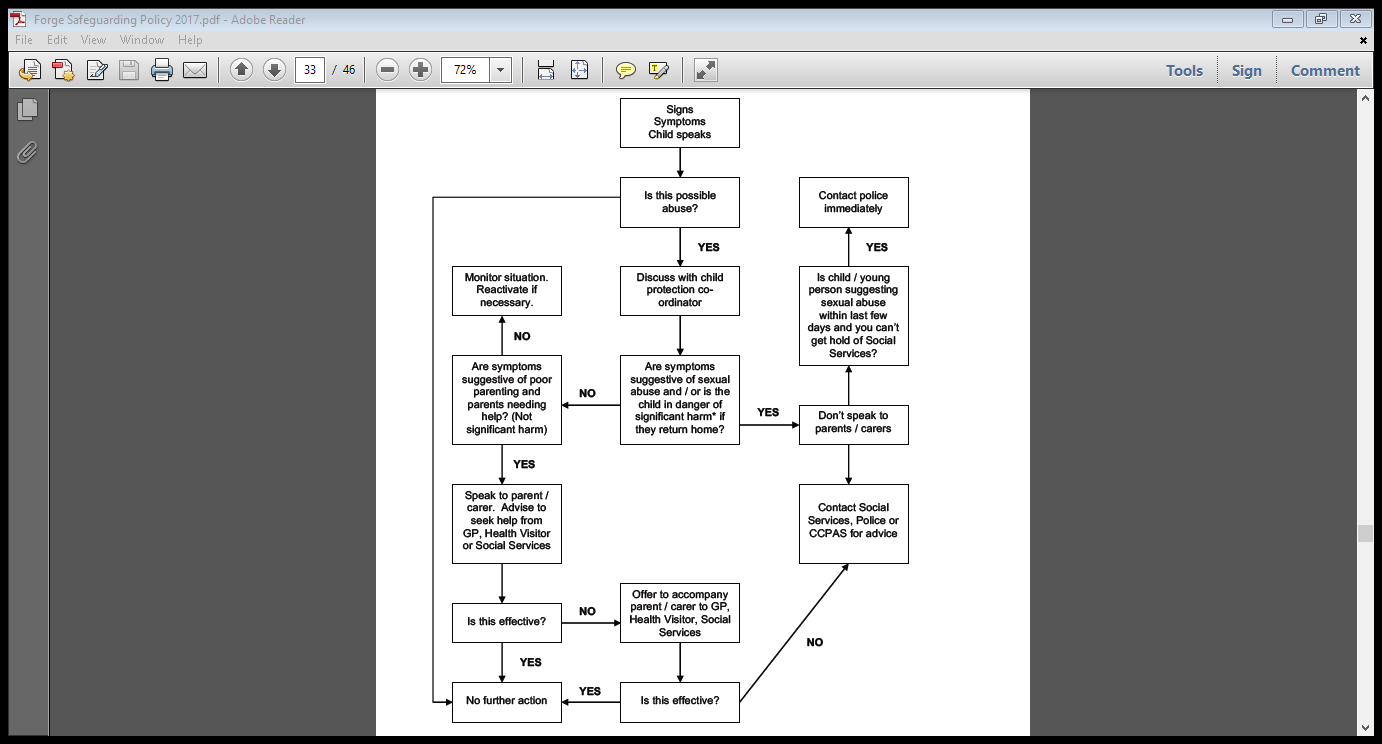 Forge Safeguarding Policy 2017.pdf - Adobe Reader
File Edit View Window Help
33 / 46
72%
Tools Sign Comment
Signs
Symptoms
Child speaks
Is this possible
abuse?
Contact police
immediately
YES
YES
Monitor situation.
Reactivate if
necessary.
Discuss with child
protection co-
ordinator
Is child / young
person suggesting
sexual abuse
within last few
days and you can't
get hold of Social
Services?
NO
Are symptoms
suggestive of poor
parenting and
parents needing
help? (Not
significant harm)
NO
Are symptoms
suggestive of sexual
abuse and / or is the
child in danger of
significant harm* if
they return home?
YES
Don't speak to
parents / carers
YES
Speak to parent /
carer. Advise to
seek help from
GP, Health Visitor
or Social Services
Contact Social
Services, Police or
CCPAS for advice
Is this effective?
NO
Offer to accompany
parent / carer to GP,
Health Visitor, Social
Services
NO
YES
No further action
YES
Is this effective?